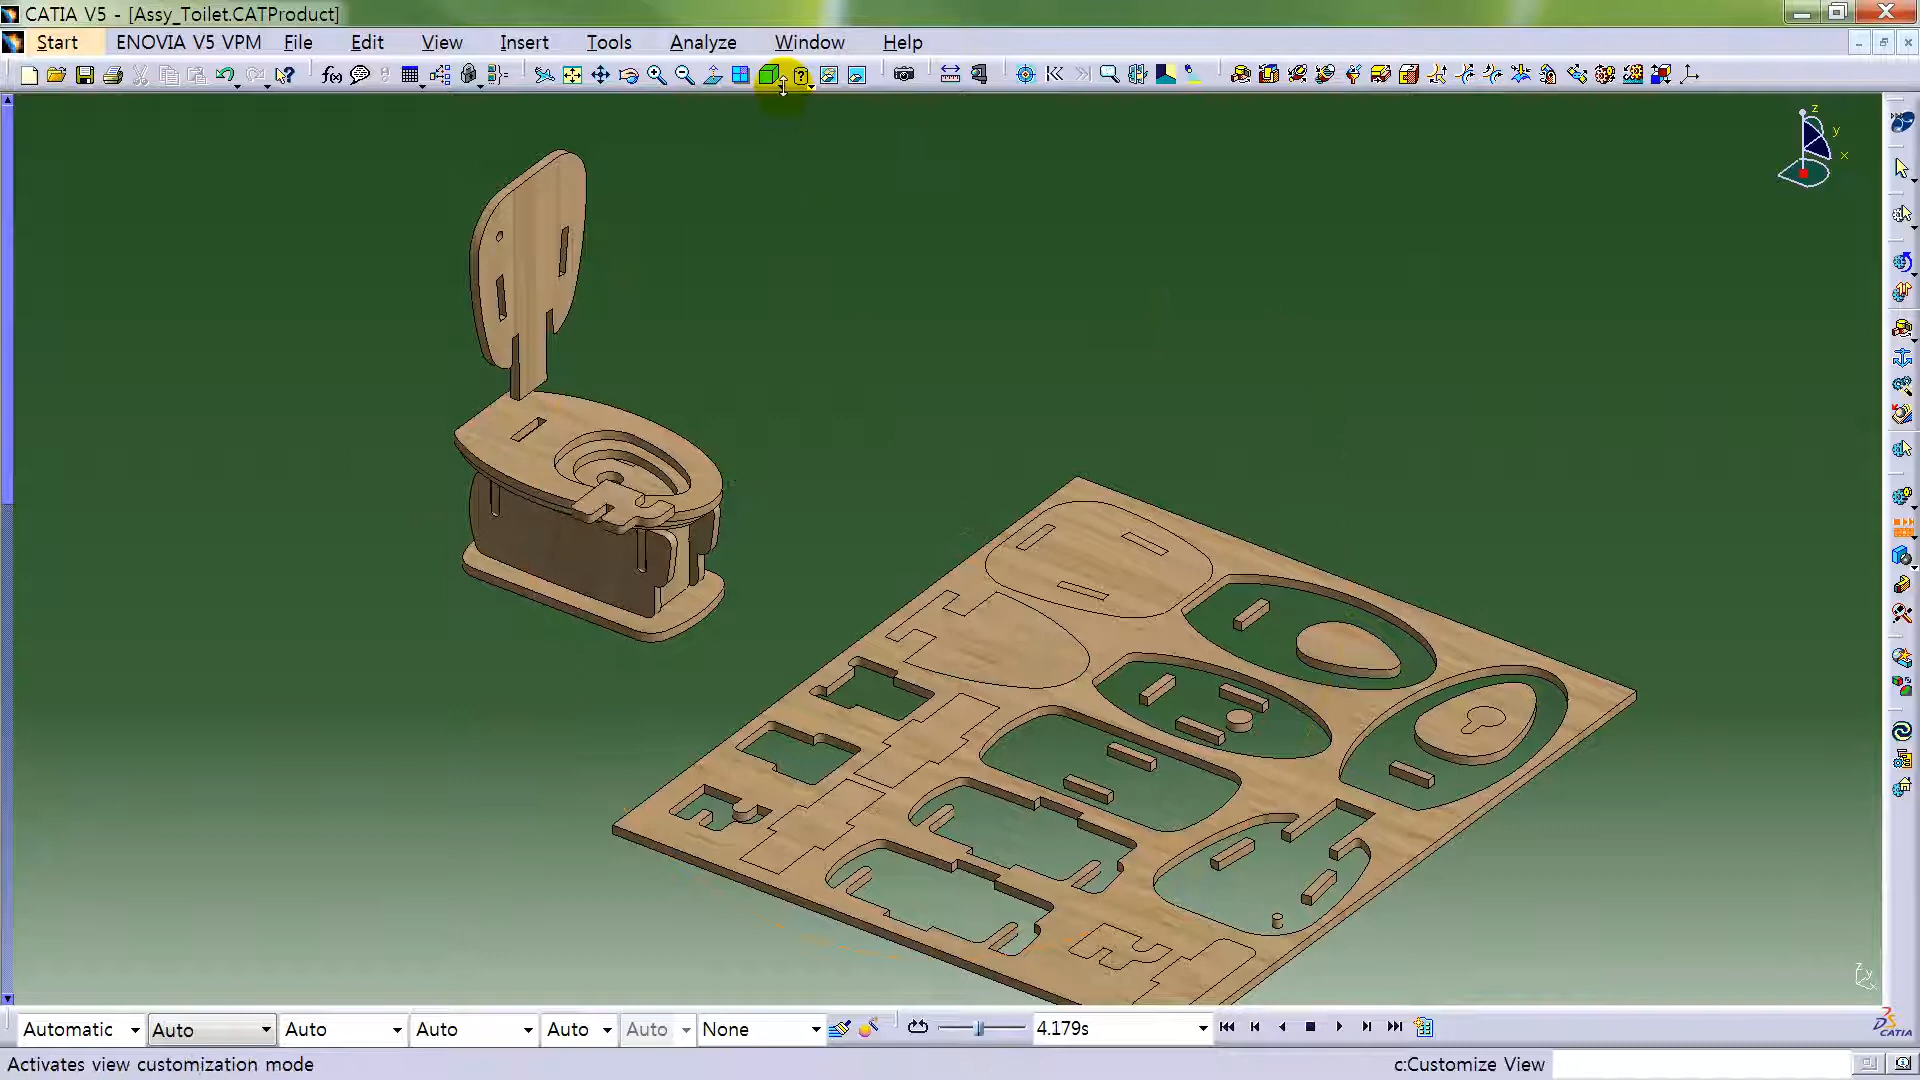 CATIA V5 - [Assy_Toilet.CATProduct]
Start ENOVIA V5 VPM File Edit View Insert Tools Analyze Window Help
f(x)
z
y
x
z
y
x
Automatic Auto Auto Auto Auto Auto None 4.179s
CATIA
Activates view customization mode c:Customize View